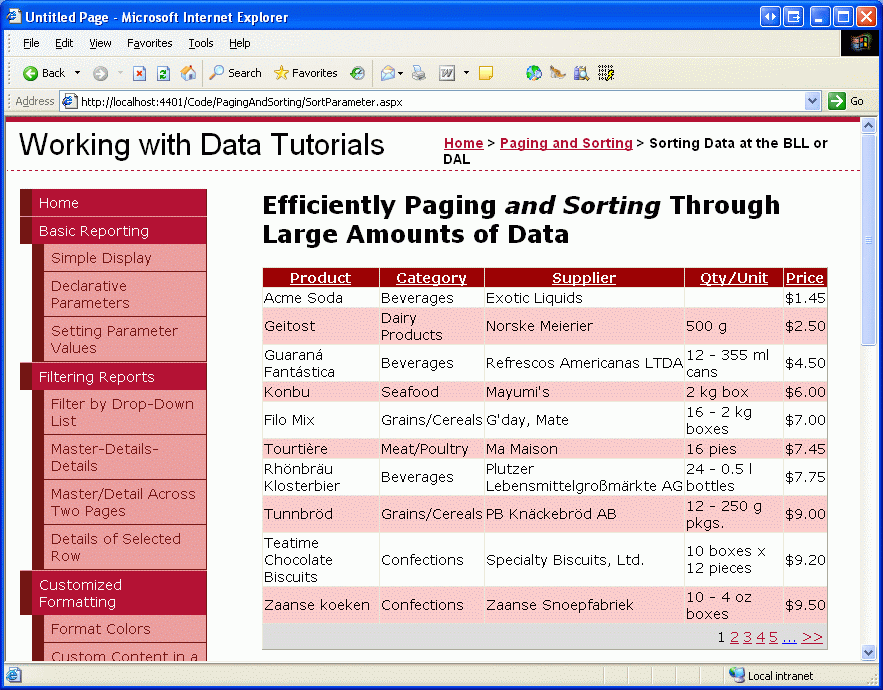 Untitled Page - Microsoft Internet Explorer
File Edit View Favorites Tools Help
Back Search Favorites
Address http://localhost:4401/Code/PagingAndSorting/SortParameter.aspx Go
Working with Data Tutorials
Home > Paging and Sorting > Sorting Data at the BLL or
DAL
Home
Basic Reporting
Simple Display
Declarative
Parameters
Setting Parameter
Values
Filtering Reports
Filter by Drop-Down
List
Master-Details-
Details
Master/Detail Across
Two Pages
Details of Selected
Row
Customized
Formatting
Format Colors
Custom Content in a
Efficiently Paging and Sorting Through
Large Amounts of Data
Product Category Supplier Qty/Unit Price
Acme Soda Beverages Exotic Liquids $1.45
Geitost Dairy
Products Norske Meierier 500 g $2.50
Guaraná
Fantástica Beverages Refrescos Americanas LTDA 12 - 355 ml
cans $4.50
Konbu Seafood Mayumi's 2 kg box $6.00
Filo Mix Grains/Cereals G'day, Mate 16 - 2 kg
boxes $7.00
Tourtière Meat/Poultry Ma Maison 16 pies $7.45
Rhönbräu
Klosterbier Beverages Plutzer
Lebensmittelgroßmärkte AG 24 - 0.5 l
bottles $7.75
Tunnbröd Grains/Cereals PB Knäckebröd AB 12 - 250 g
pkgs. $9.00
Teatime
Chocolate
Biscuits Confections Specialty Biscuits, Ltd. 10 boxes x
12 pieces $9.20
Zaanse koeken Confections Zaanse Snoepfabriek 10 - 4 oz
boxes $9.50
1 2 3 4 5 ... >>
Local intranet